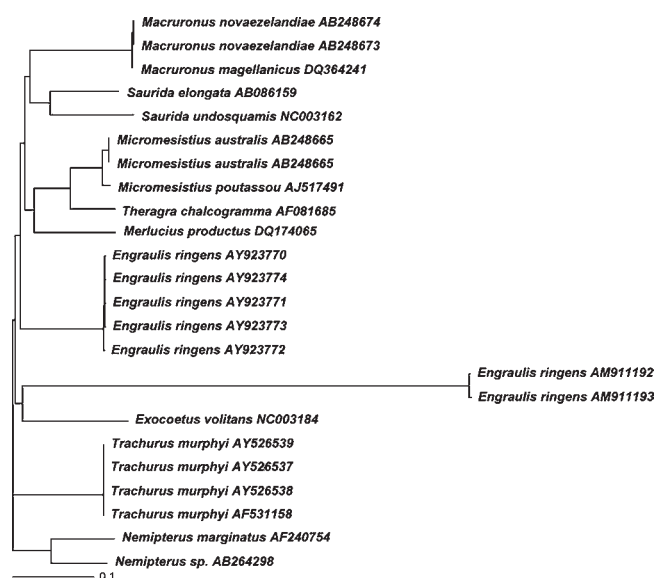 Macruronus novaezelandiae AB248674
Macruronus novaezelandiae AB248673
Macruronus magellanicus DQ364241
Saurida elongata AB086159
Saurida undosquamis NC003162
Micromesistius australis AB248665
Micromesistius australis AB248665
Micromesistius poutassou AJ517491
Theragra chalcogramma AF081685
Merlucius productus DQ174065
Engraulis ringens AY923770
Engraulis ringens AY923774
Engraulis ringens AY923771
Engraulis ringens AY923773
Engraulis ringens AY923772
Engraulis ringens AM911192
Engraulis ringens AM911193
Exocoetus volitans NC003184
Trachurus murphyi AY526539
Trachurus murphyi AY526537
Trachurus murphyi AY526538
Trachurus murphyi AF531158
Nemipterus marginatus AF240754
Nemipterus sp. AB264298
0.1